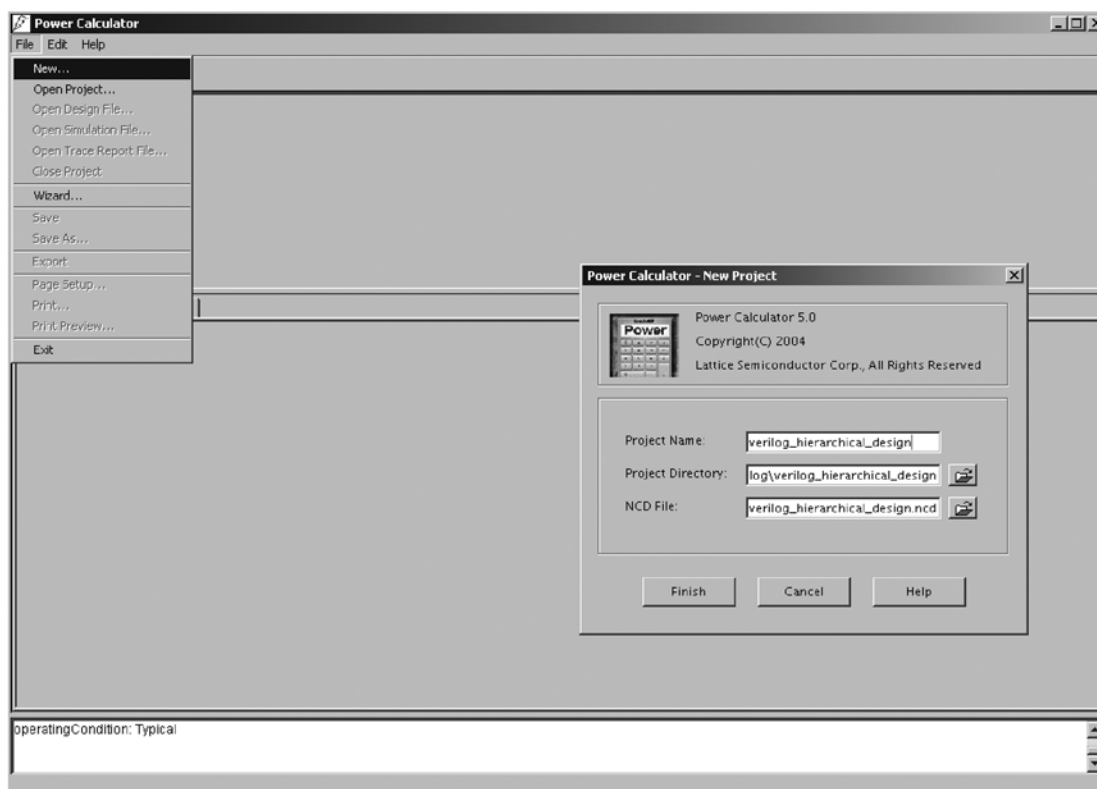 Power Calculator
File Edit Help
New...
Open Project...
Open Design File...
Open Simulation File...
Open Trace Report File...
Close Project
Wizard...
Save
Save As...
Export
Page Setup...
Print...
Print Preview...
Exit
Power Calculator - New Project
Power
Power Calculator 5.0
Copyright(C) 2004
Lattice Semiconductor Corp., All Rights Reserved
Project Name: verilog_hierarchical_design
Project Directory: log\verilog_hierarchical_design
NCD File: verilog_hierarchical_design.ncd
Finish Cancel Help
operatingCondition: Typical